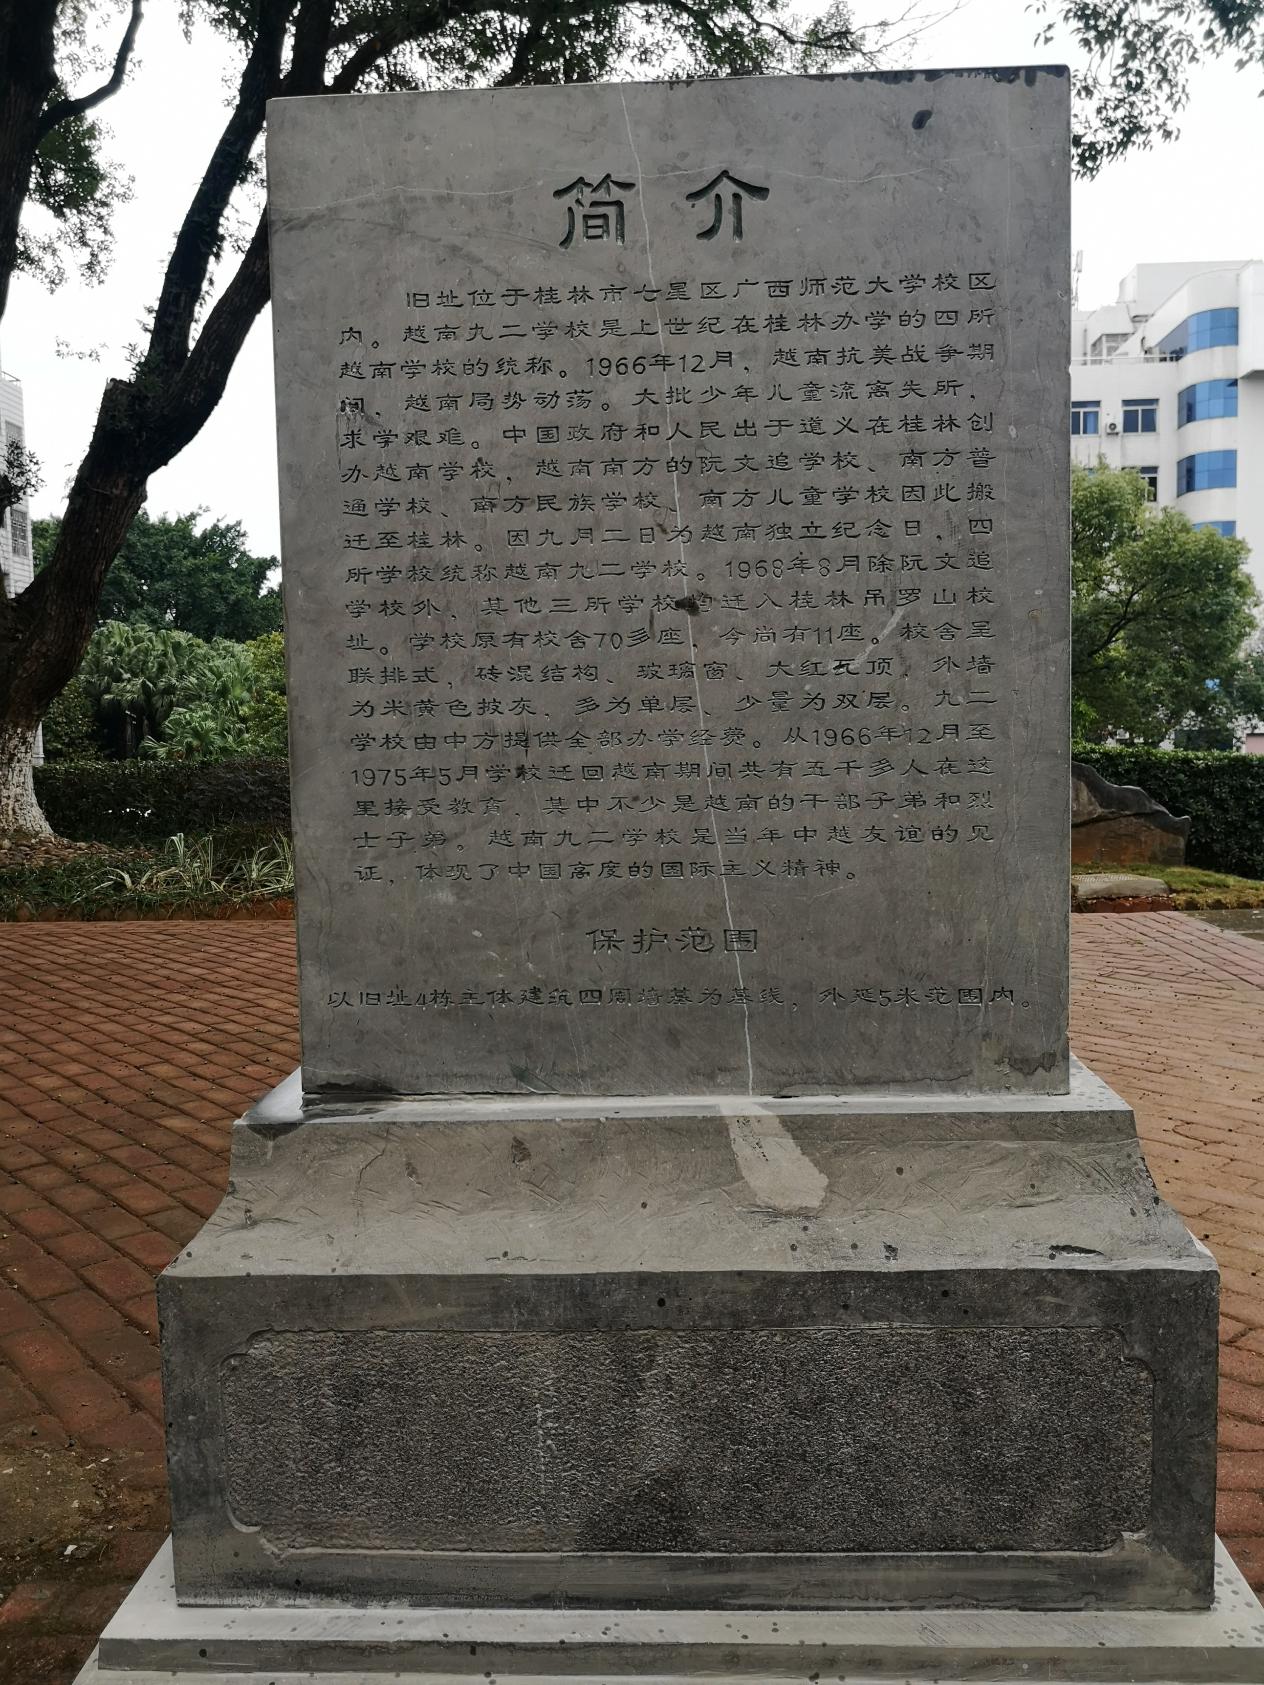 简介
旧址位于桂林市七星区广西师范大学校区
内。越南九二学校是上世纪在桂林办学的四所
越南学校的统称。1966年12月，越南抗美战争期
间，越南局势动荡。大批少年儿童流离失所，
求学艰难。中国政府和人民出于道义在桂林创
办越南学校，越南南方的阮文追学校、南方普
通学校、南方民族学校、南方儿童学校因此搬
迁至桂林。因九月二日为越南独立纪念日，四
所学校统称越南九二学校。1968年8月除阮文追
学校外，其他三所学校均迁入桂林吊罗山校
址。学校原有校舍70多座，今尚有11座。校舍呈
联排式，砖混结构、玻璃窗、大红瓦顶，外墙
为米黄色披灰，多为单层、少量为双层。九二
学校由中方提供全部办学经费。从1966年12月至
1975年5月学校迁回越南期间共有五千多人在这
里接受教育，其中不少是越南的干部子弟和烈
士子弟。越南九二学校是当年中越友谊的见
证，体现了中国高度的国际主义精神。
保护范围
以旧址4栋主体建筑四周墙基为基线，外延5米范围内。